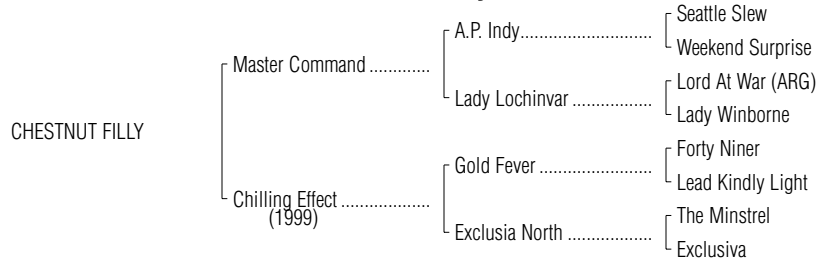 Seattle Slew
A.P. Indy..............................
Weekend Surprise
Master Command .............
Lord At War (ARG)
Lady Lochinvar ..................
Lady Winborne
CHESTNUT FILLY
Forty Niner
Gold Fever .........................
Lead Kindly Light
Chilling Effect ...................
(1999)
The Minstrel
Exclusia North ...................
Exclusiva